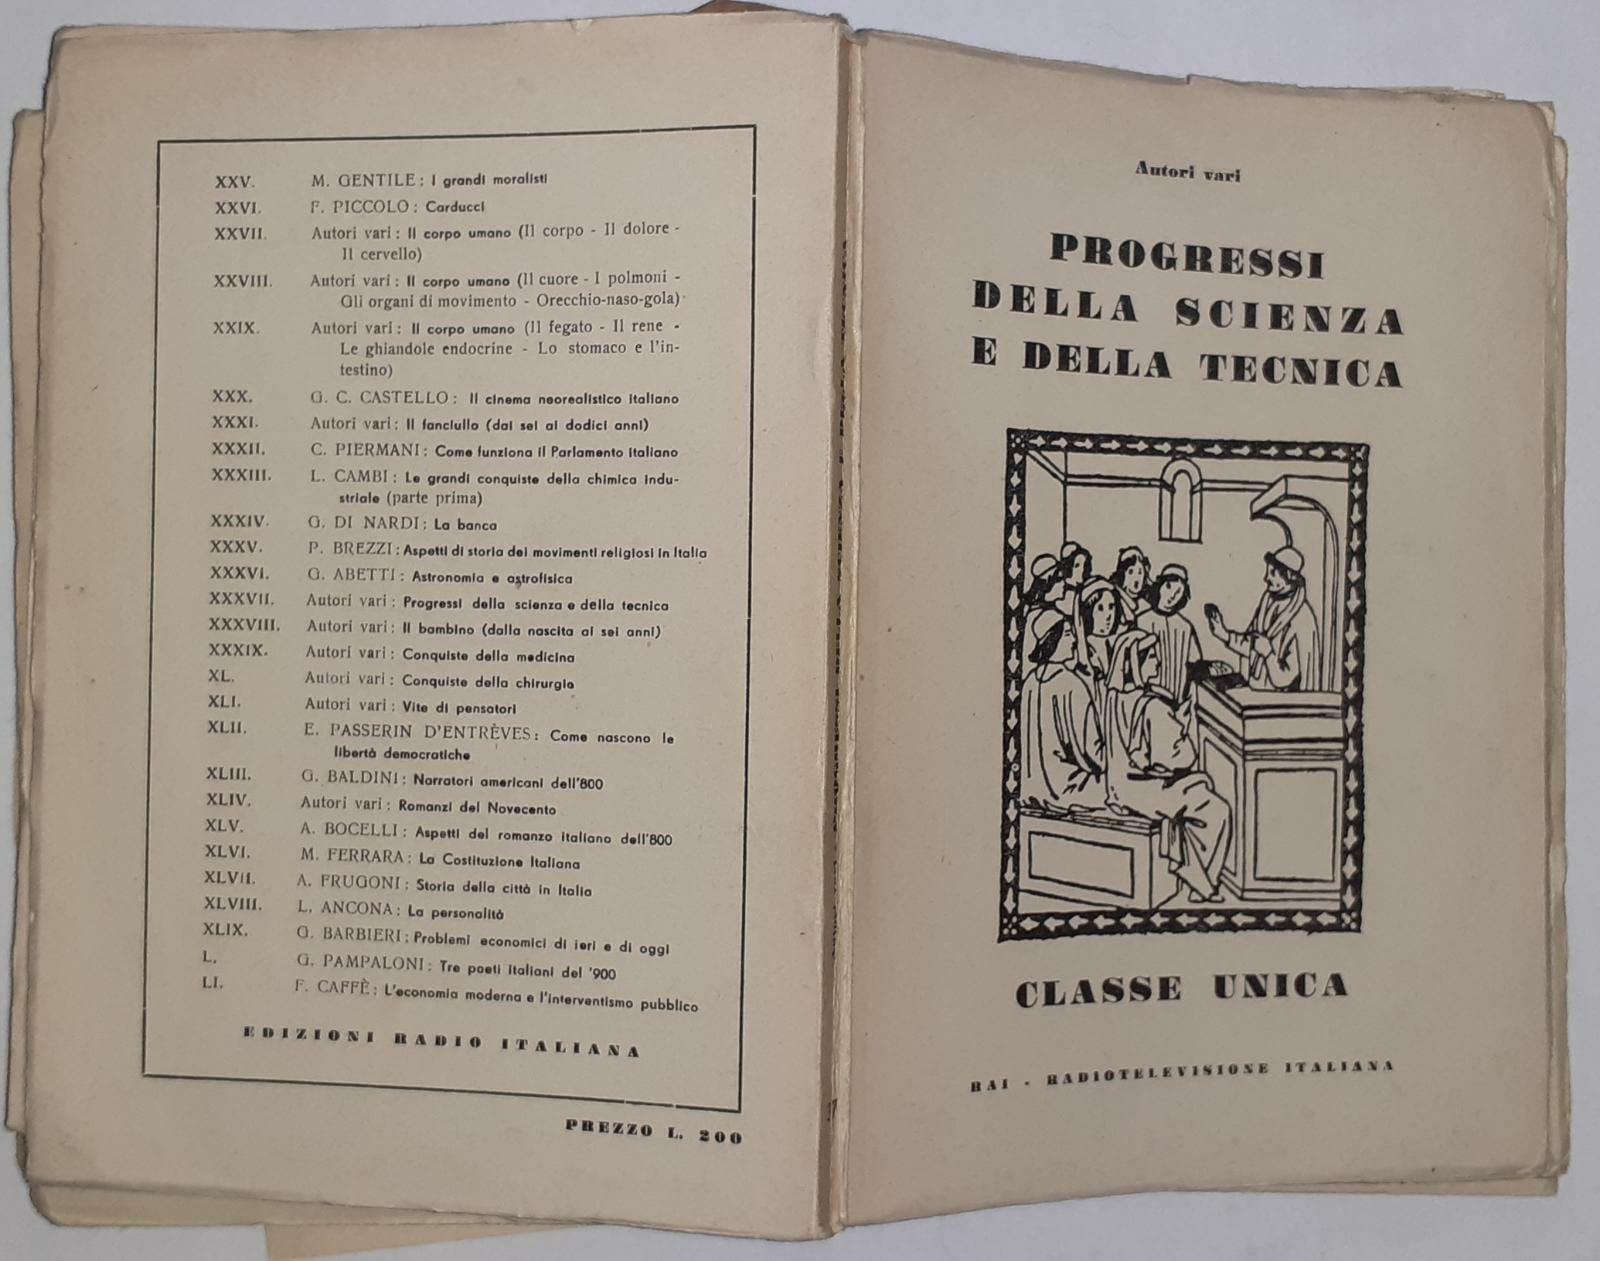 XXV. M. GENTILE: I grandi moralisti
XXVI. F. PICCOLO: Carducci
XXVII. Autori vari: Il corpo umano (Il corpo - Il dolore -
Il cervello)
XXVIII. Autori vari: Il corpo umano (Il cuore - I polmoni -
Gli organi di movimento - Orecchio-naso-gola)
XXIX. Autori vari: Il corpo umano (Il fegato - Il rene -
Le ghiandole endocrine - Lo stomaco e l'in-
testino)
XXX. G. C. CASTELLO: Il cinema neorealistico italiano
XXXI. Autori vari: Il fanciullo (dai sei ai dodici anni)
XXXII. C. PIERMANI: Come funziona il Parlamento italiano
XXXIII. L. CAMBI: Le grandi conquiste della chimica indu-
striale (parte prima)
XXXIV. G. DI NARDI: La banca
XXXV. P. BREZZI: Aspetti di storia dei movimenti religiosi in Italia
XXXVI. G. ABETTI: Astronomia e astrofisica
XXXVII. Autori vari: Progressi della scienza e della tecnica
XXXVIII. Autori vari: Il bambino (dalla nascita ai sei anni)
XXXIX. Autori vari: Conquiste della medicina
XL. Autori vari: Conquiste della chirurgia
XLI. Autori vari: Vite di pensatori
XLII. E. PASSERIN D'ENTRÈVES: Come nascono le
libertà democratiche
XLIII. G. BALDINI: Narratori americani dell'800
XLIV. Autori vari: Romanzi del Novecento
XLV. A. BOCELLI: Aspetti del romanzo italiano dell'800
XLVI. M. FERRARA: La Costituzione Italiana
XLVII. A. FRUGONI: Storia della città in Italia
XLVIII. L. ANCONA: La personalità
XLIX. G. BARBIERI: Problemi economici di ieri e di oggi
L. G. PAMPALONI: Tre poeti italiani del '900
LI. F. CAFFÈ: L'economia moderna e l'interventismo pubblico
EDIZIONI RADIO ITALIANA
PREZZO L. 200
Autori vari
PROGRESSI
DELLA SCIENZA
E DELLA TECNICA
CLASSE UNICA
RAI - RADIOTELEVISIONE ITALIANA